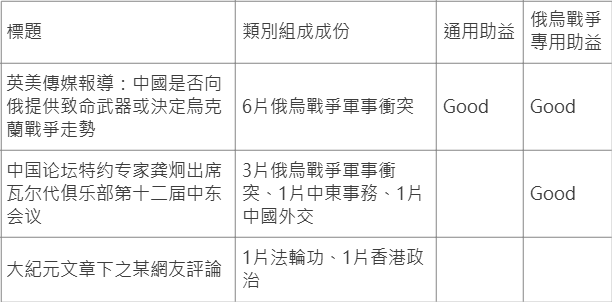 標題
類別組成成份
通用助益
俄烏戰爭
專用助益
英美傳媒報導：中國是否向
俄提供致命武器或決定烏克
蘭戰爭走勢
6片俄烏戰爭軍事衝突
Good
Good
中国论坛特约专家龚炯出席
瓦尔代俱乐部第十二届中东
会议
3片俄烏戰爭軍事衝
突、1片中東事務、1片
中國外交
Good
大紀元文章下之某網友評論
1片法輪功、1片香港政
治